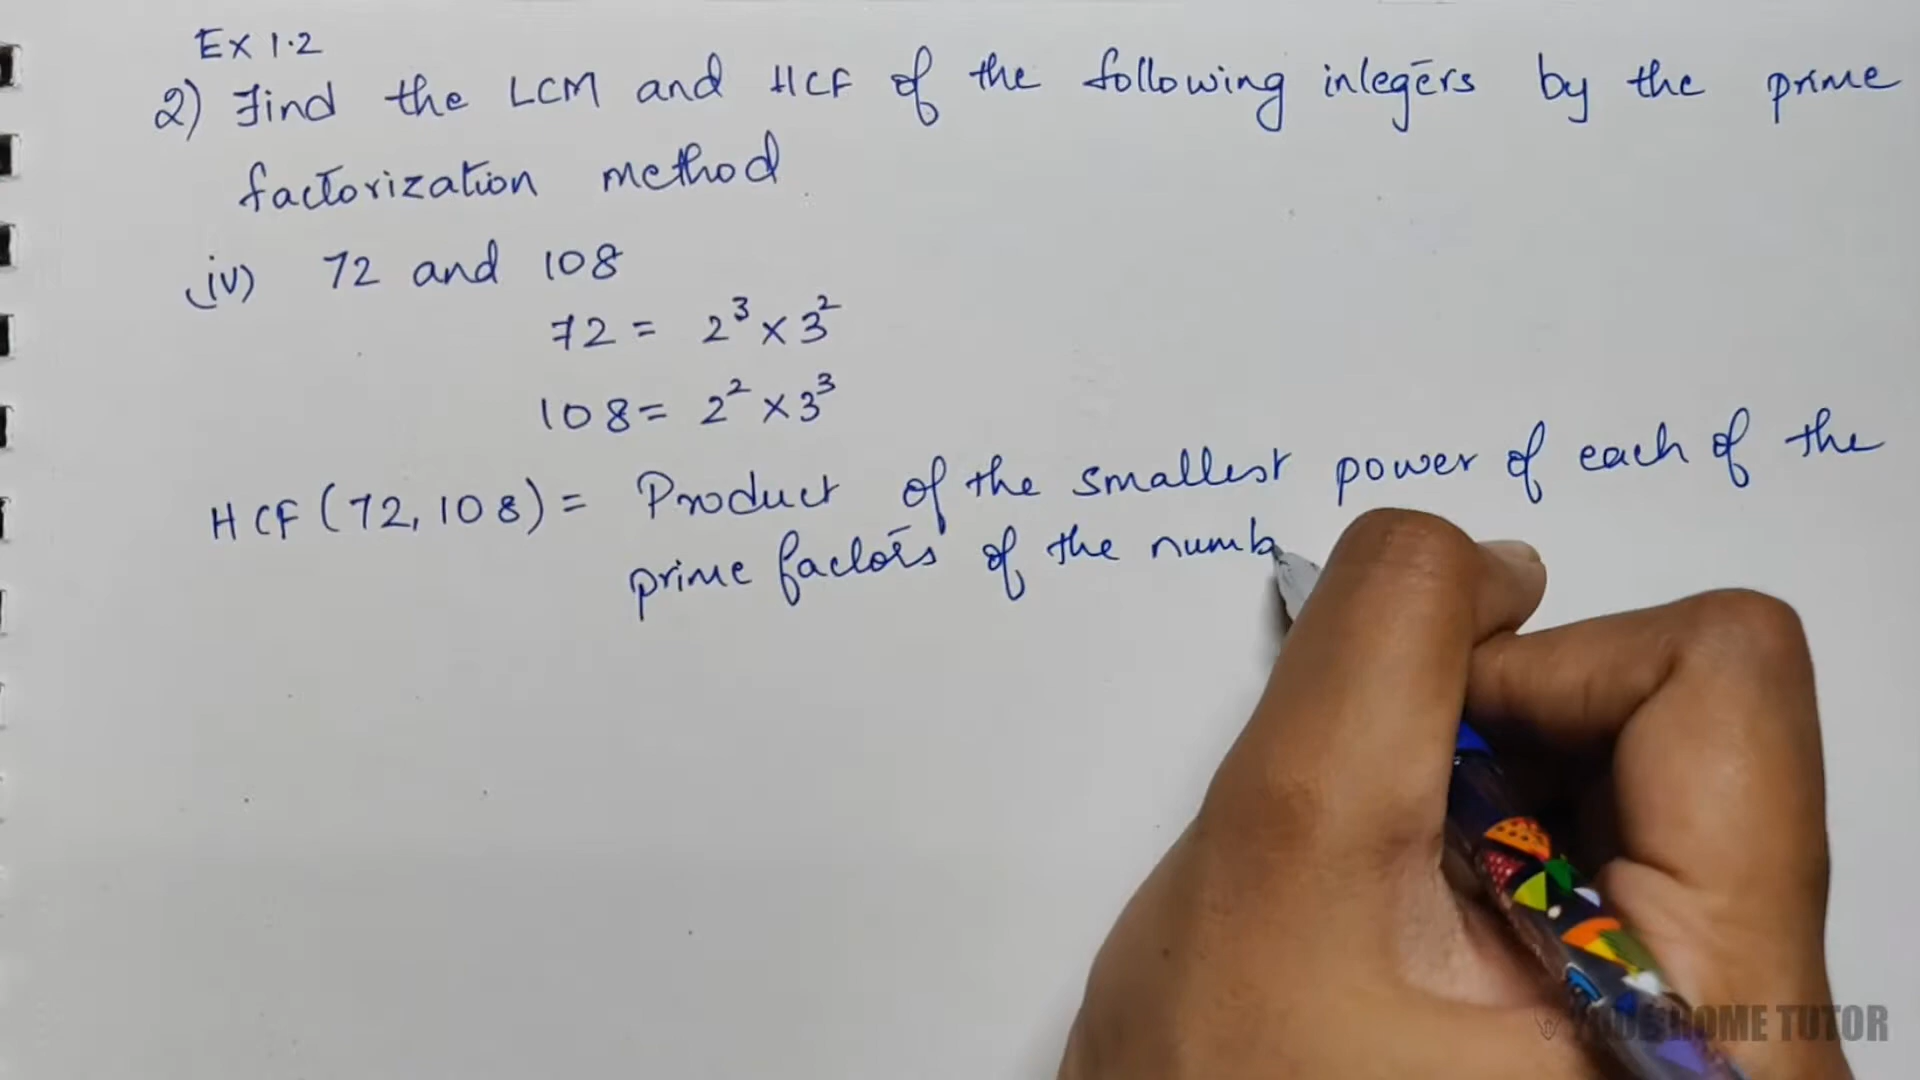 Ex 1.2
2) Find the LCM and HCF of the following integers by the prime
factorization method
(iv) 72 and 108
72 = 2³ × 3²
108 = 2² × 3³
HCF (72, 108) = Product of the smallest power of each of the
prime factors of the numb
HOME TUTOR